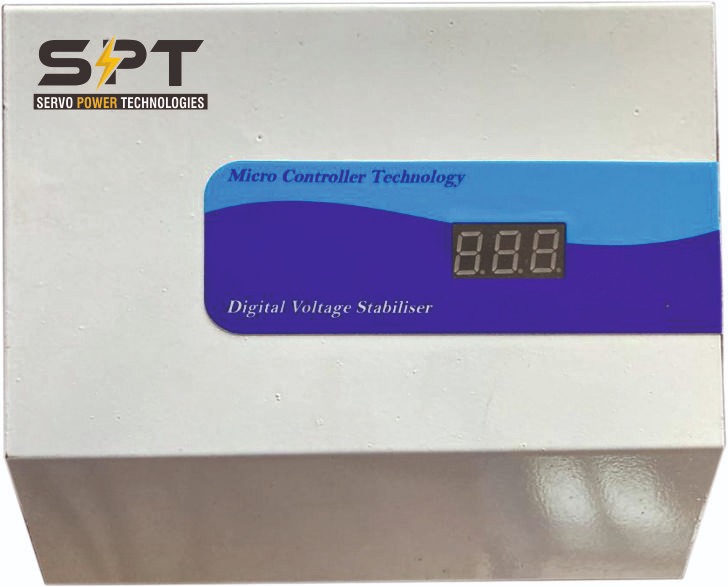 SPT
SERVO POWER TECHNOLOGIES
Micro Controller Technology
Digital Voltage Stabiliser